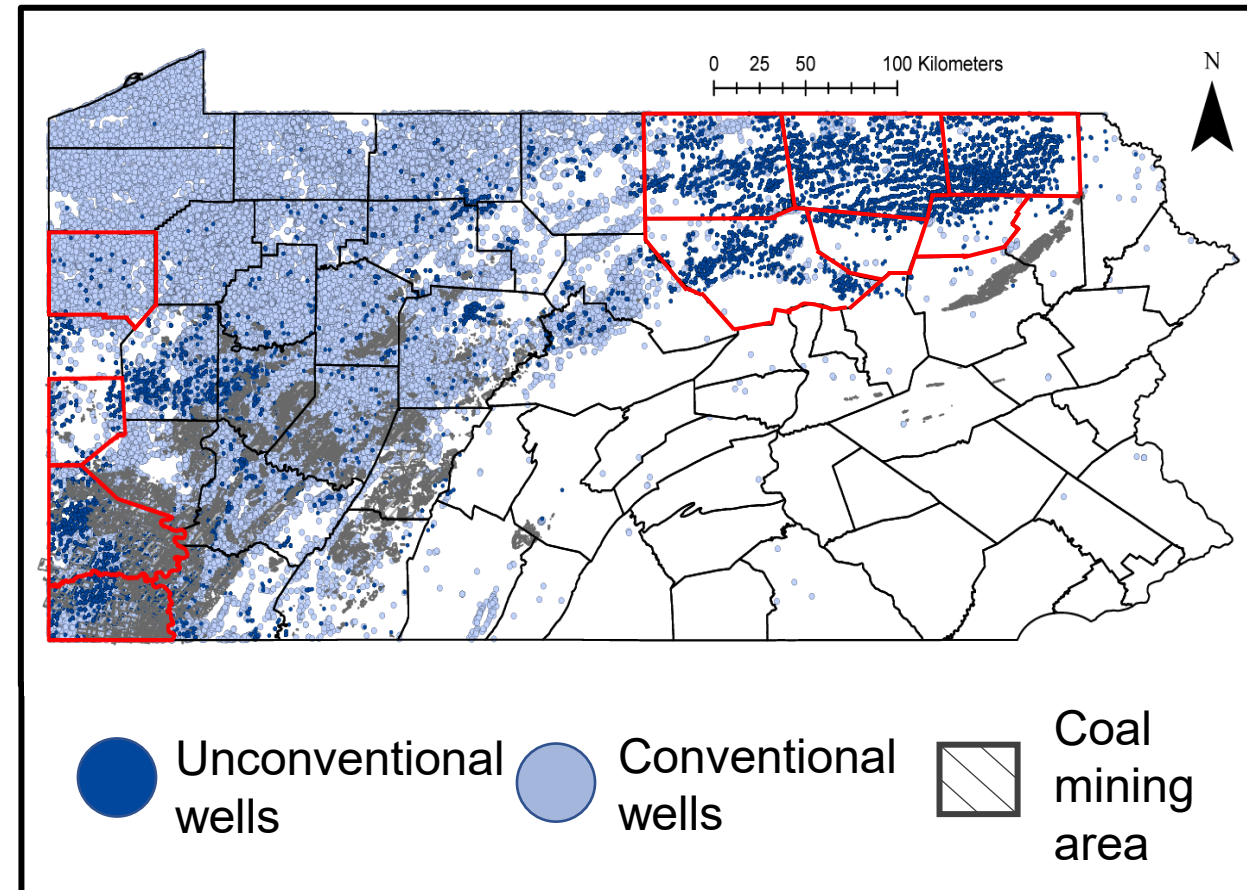 0 25 50 100 Kilometers
N
Unconventional
wells
Conventional
wells
Coal
mining
area